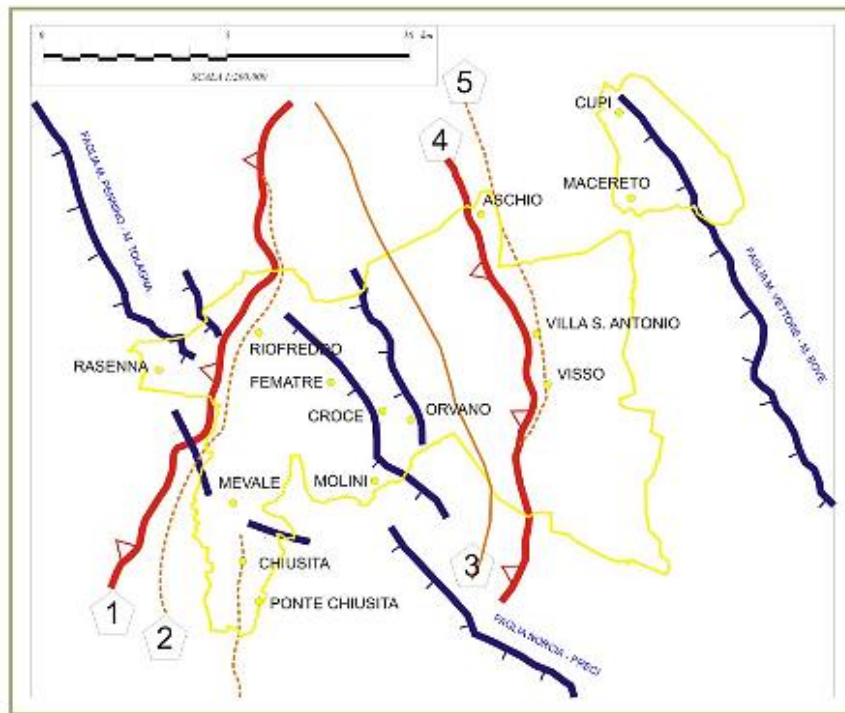 0 5 10 km
SCALA 1:200.000
5
CUPI
4
FAGLIA M. PENNINO - M. TOLAGNA
MACERETO
ASCHIO
FAGLIA M. VETTORE - M. BOVE
VILLA S. ANTONIO
RIOFREDDO
RASENNA
FEMATRE
VISSO
CROCE
ORVANO
MEVALE
MOLINI
CHIUSITA
3
1
PONTE CHIUSITA
2
FAGLIA NORCIA - PRECI